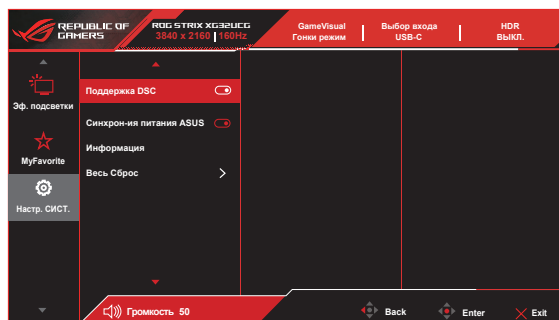 REPUBLIC OF
GAMERS
ROG STRIX XG32UCG
3840 x 2160 160Hz
GameVisual
Гонки режим
Выбор входа
USB-C
HDR
ВЫКЛ.
Эф. подсветки
MyFavorite
Настр. СИСТ.
Поддержка DSC
Синхрон-ия питания ASUS
Информация
Весь Сброс
Громкость 50
Back
Enter
Exit